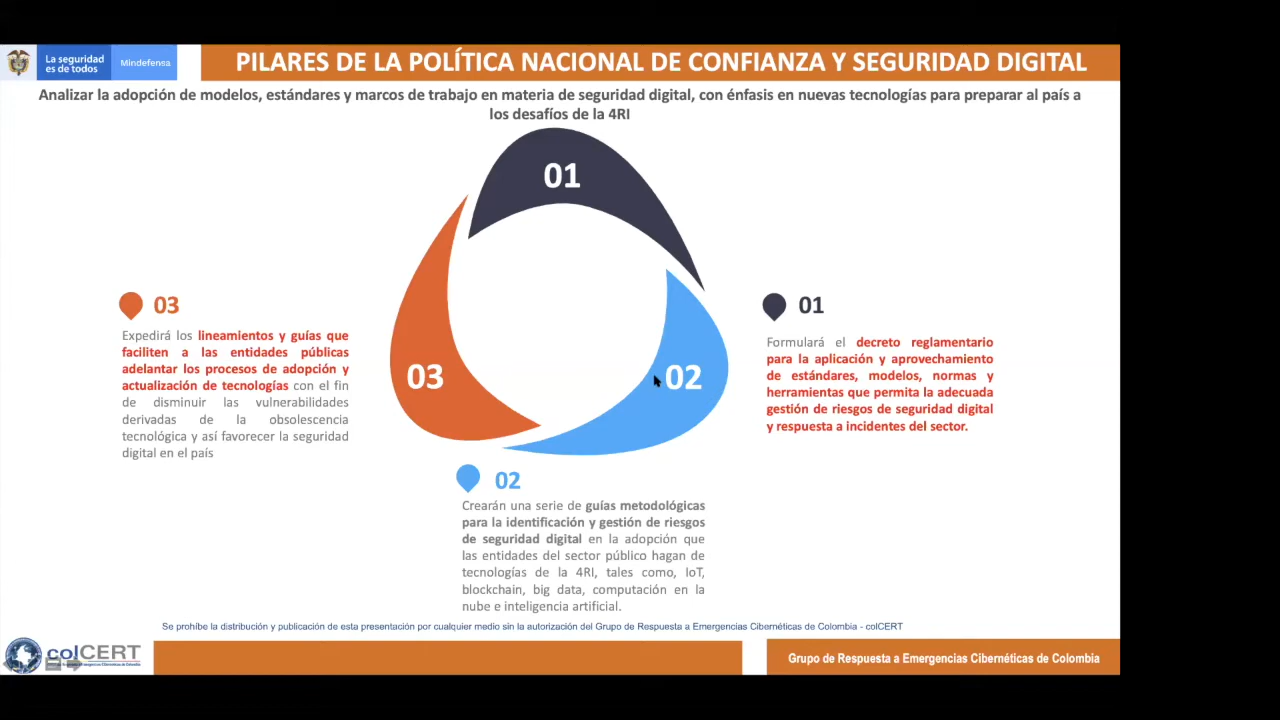 La seguridad
es de todos
Mindefensa
PILARES DE LA POLÍTICA NACIONAL DE CONFIANZA Y SEGURIDAD DIGITAL
Analizar la adopción de modelos, estándares y marcos de trabajo en materia de seguridad digital, con énfasis en nuevas tecnologías para preparar al país a
los desafíos de la 4RI
01
02
03
03
Expedirá los lineamientos y guías que
faciliten a las entidades públicas
adelantar los procesos de adopción y
actualización de tecnologías con el fin
de disminuir las vulnerabilidades
derivadas de la obsolescencia
tecnológica y así favorecer la seguridad
digital en el país
01
Formulará el decreto reglamentario
para la aplicación y aprovechamiento
de estándares, modelos, normas y
herramientas que permita la adecuada
gestión de riesgos de seguridad digital
y respuesta a incidentes del sector.
02
Crearán una serie de guías metodológicas
para la identificación y gestión de riesgos
de seguridad digital en la adopción que
las entidades del sector público hagan de
tecnologías de la 4RI, tales como, IoT,
blockchain, big data, computación en la
nube e inteligencia artificial.
Se prohíbe la distribución y publicación de esta presentación por cualquier medio sin la autorización del Grupo de Respuesta a Emergencias Cibernéticas de Colombia - colCERT
colCERT
Grupo de Respuesta a Emergencias Cibernéticas de Colombia